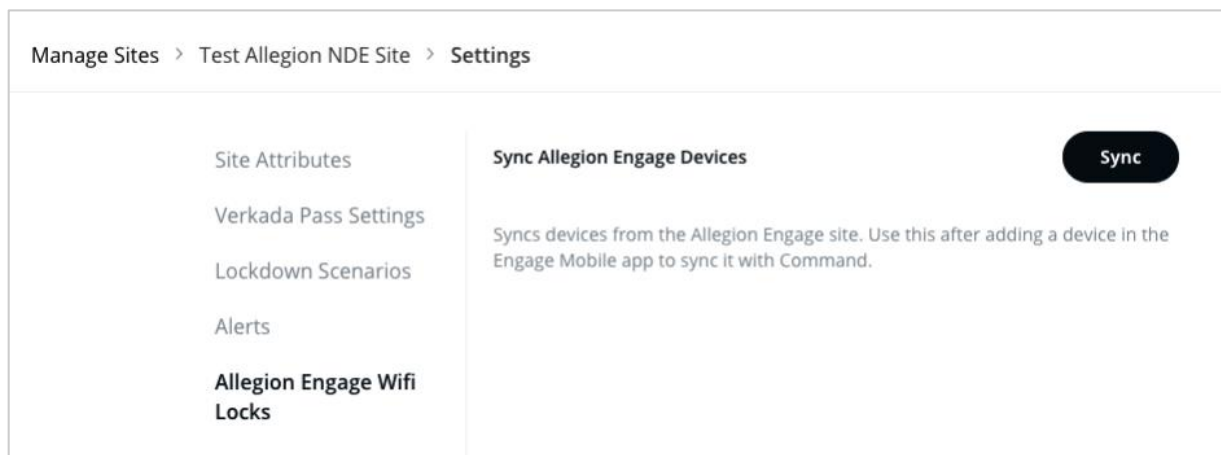 Manage Sites > Test Allegion NDE Site > Settings
Site Attributes
Verkada Pass Settings
Lockdown Scenarios
Alerts
Allegion Engage Wifi
Locks
Sync Allegion Engage Devices
Sync
Syncs devices from the Allegion Engage site. Use this after adding a device in the
Engage Mobile app to sync it with Command.